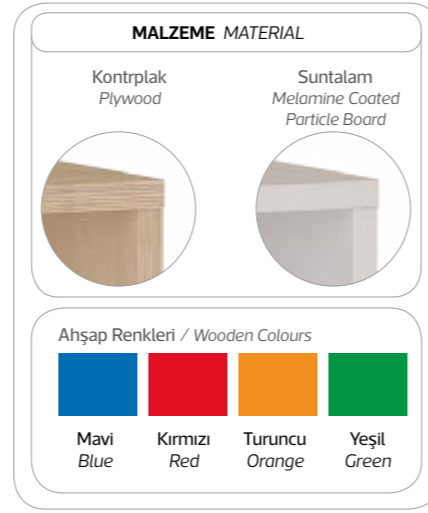 MALZEME MATERIAL
Kontrplak
Plywood
Suntalam
Melamine Coated
Particle Board
Ahşap Renkleri / Wooden Colours
Mavi
Blue
Kırmızı
Red
Turuncu
Orange
Yeşil
Green